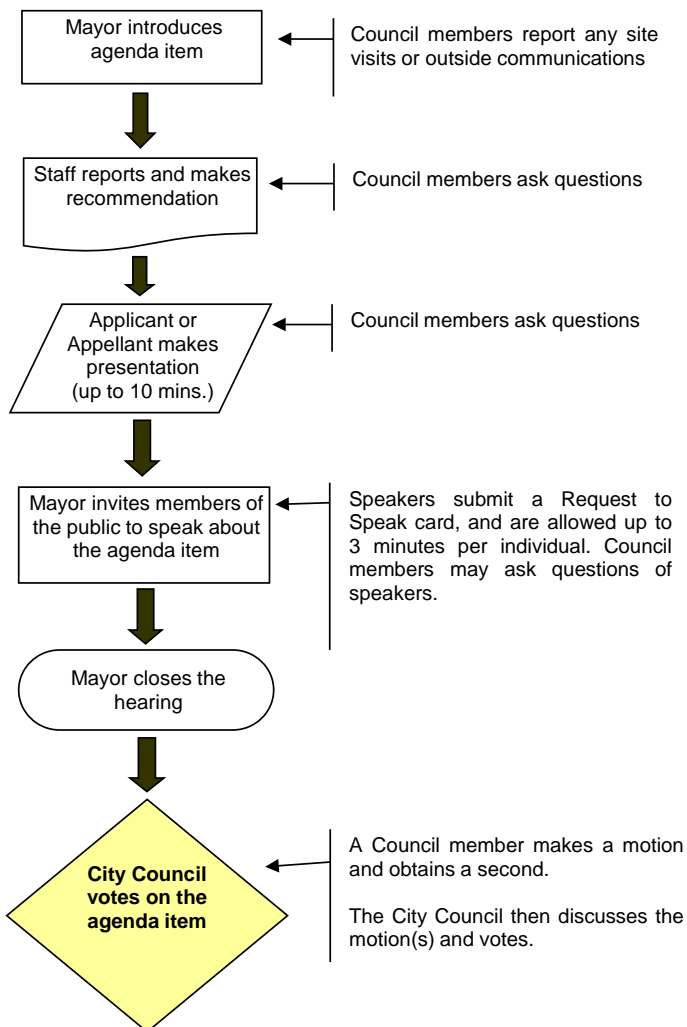 Mayor introduces
agenda item
Council members report any site
visits or outside communications
Staff reports and makes
recommendation
Council members ask questions
Applicant or
Appellant makes
presentation
(up to 10 mins.)
Council members ask questions
Mayor invites members of
the public to speak about
the agenda item
Speakers submit a Request to
Speak card, and are allowed up to
3 minutes per individual. Council
members may ask questions of
speakers.
Mayor closes the
hearing
City Council
votes on the
agenda item
A Council member makes a motion
and obtains a second.
The City Council then discusses the
motion(s) and votes.